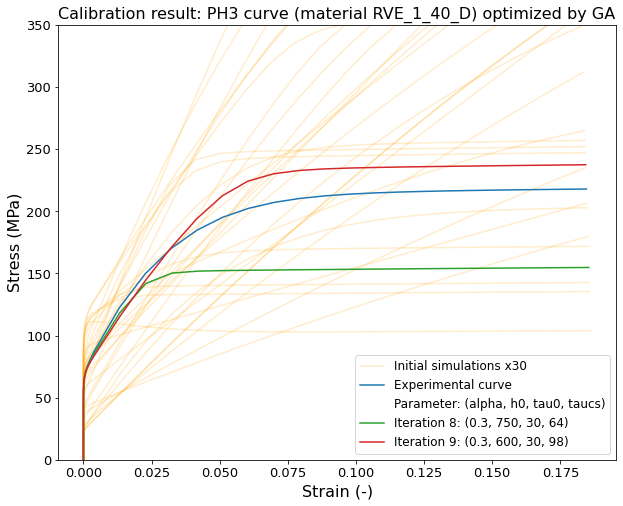 Calibration result: PH3 curve (material RVE_1_40_D) optimized by GA
350
300
250
200
150
100
50
0
Stress (MPa)
0.000
0.025
0.050
0.075
0.100
0.125
0.150
0.175
Strain (-)
Initial simulations x30
Experimental curve
Parameter: (alpha, h0, tau0, taucs)
Iteration 8: (0.3, 750, 30, 64)
Iteration 9: (0.3, 600, 30, 98)